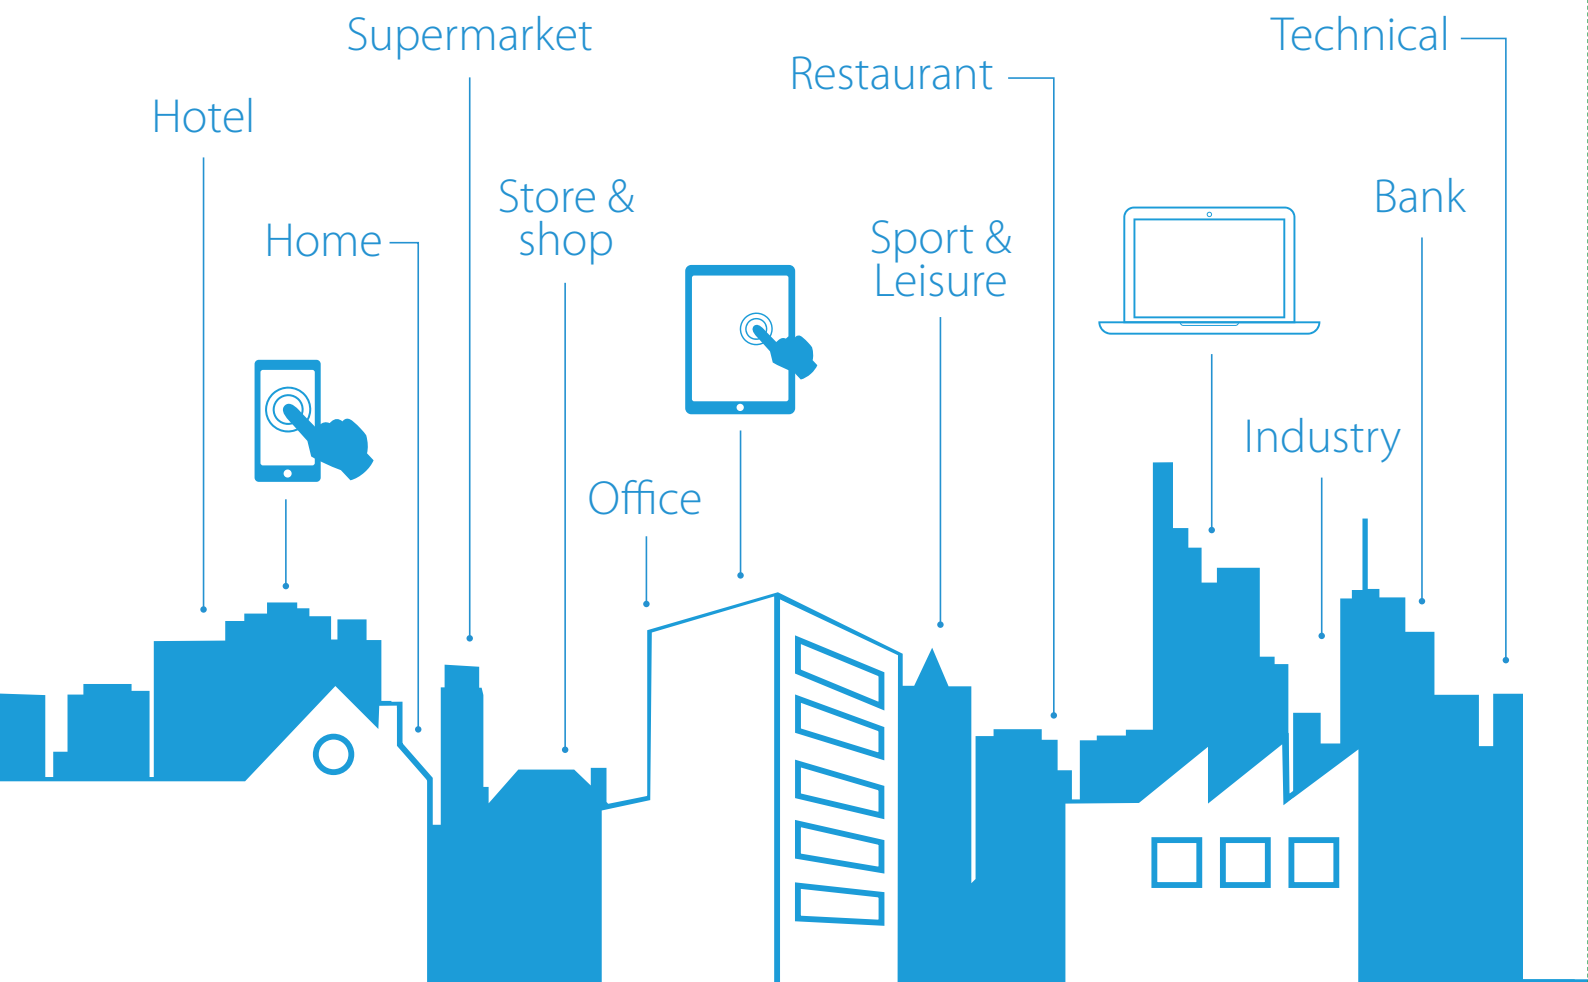 Supermarket
Technical
Restaurant
Hotel
Store &
shop
Bank
Home
Sport &
Leisure
Industry
Office